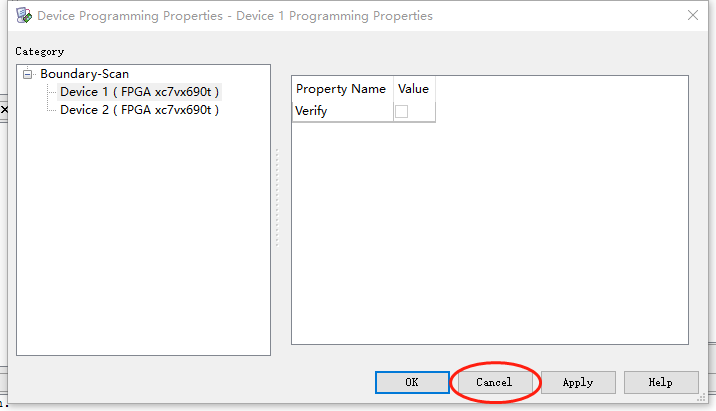 Device Programming Properties - Device 1 Programming Properties
Category
Boundary-Scan
Device 1 ( FPGA xc7vx690t )
Device 2 ( FPGA xc7vx690t )
Property Name Value
Verify
OK Cancel Apply Help
n.